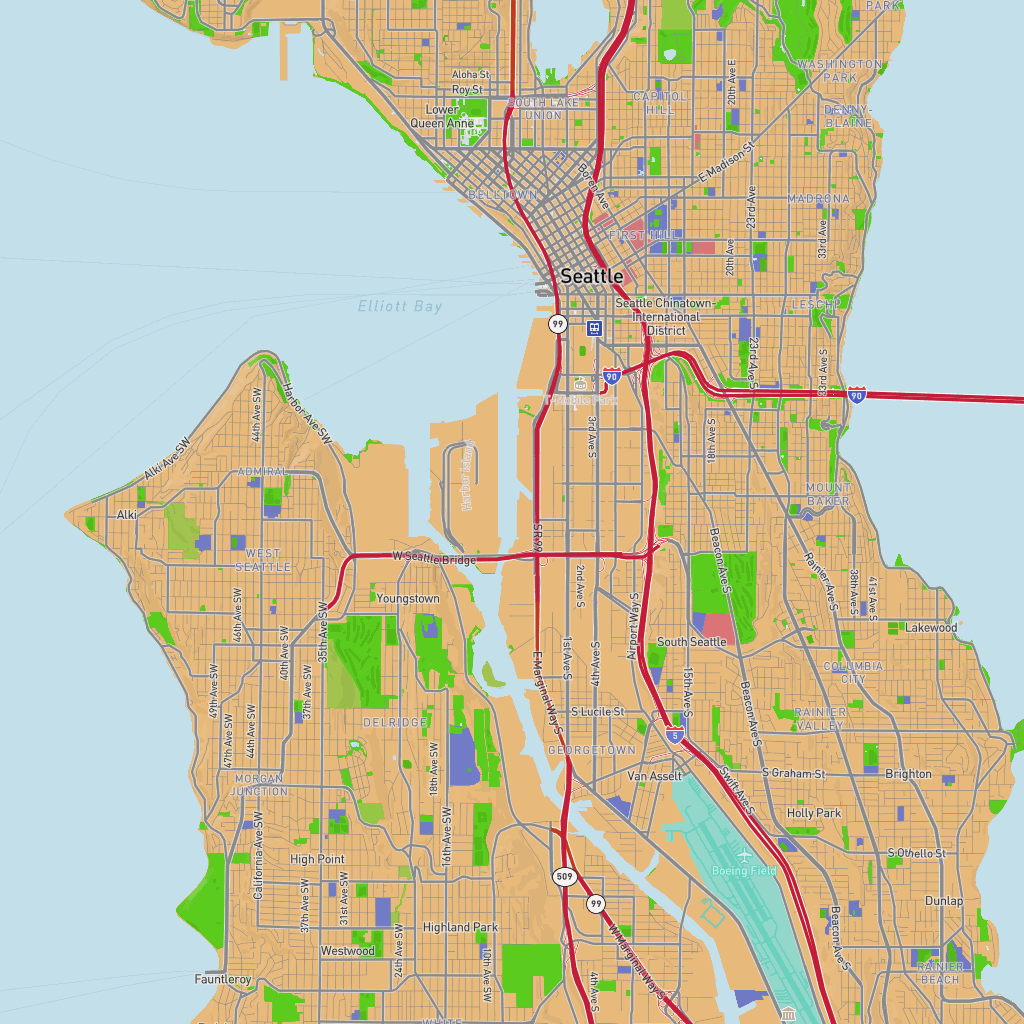 PARK
WASHINGTON
PARK
Aloha St
Roy St
Lower
Queen Anne
SOUTH LAKE
UNION
CAPITOL
HILL
20th Ave E
DENNY-
BLAINE
E Madison St
Boren Ave
BELLTOWN
23rd Ave
MADRONA
FIRST HILL
33rd Ave
20th Ave
Seattle
Elliott Bay
Seattle Chinatown-
International
District
LESCHI
99
23rd Ave S
33rd Ave S
90
90
T-Mobile Park
44th Ave SW
Harbor Ave SW
3rd Ave S
18th Ave S
Alki Ave SW
ADMIRAL
Harbor Island
MOUNT
BAKER
Alki
WEST
SEATTLE
SR 99
W Seattle Bridge
Beacon Ave S
Rainier Ave S
2nd Ave S
38th Ave S
41st Ave S
Youngstown
46th Ave SW
35th Ave SW
40th Ave SW
Airport Way S
1st Ave S
4th Ave S
South Seattle
Lakewood
COLUMBIA
CITY
49th Ave SW
37th Ave SW
E Marginal Way S
15th Ave S
Beacon Ave S
44th Ave SW
47th Ave SW
DELRIDGE
S Lucile St
RAINIER
VALLEY
5
18th Ave SW
GEORGETOWN
Van Asselt
S Graham St
Brighton
MORGAN
JUNCTION
Swift Ave S
Holly Park
California Ave SW
16th Ave SW
High Point
S Othello St
Boeing Field
509
37th Ave SW
31st Ave SW
99
Dunlap
Highland Park
24th Ave SW
Westwood
10th Ave SW
W Marginal Way S
Beacon Ave S
Fauntleroy
4th Ave S
RAINIER
BEACH
WHITE